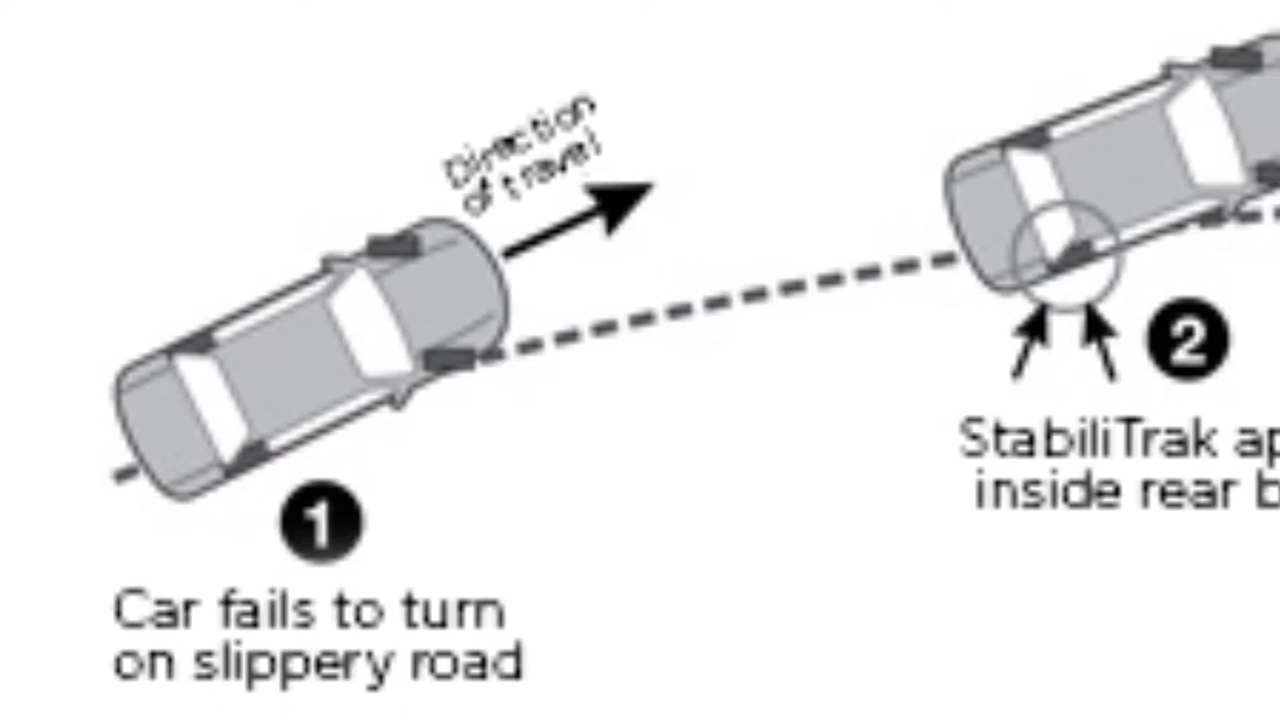 Direction
of travel
1
Car fails to turn
on slippery road
2
StabiliTrak ap
inside rear b